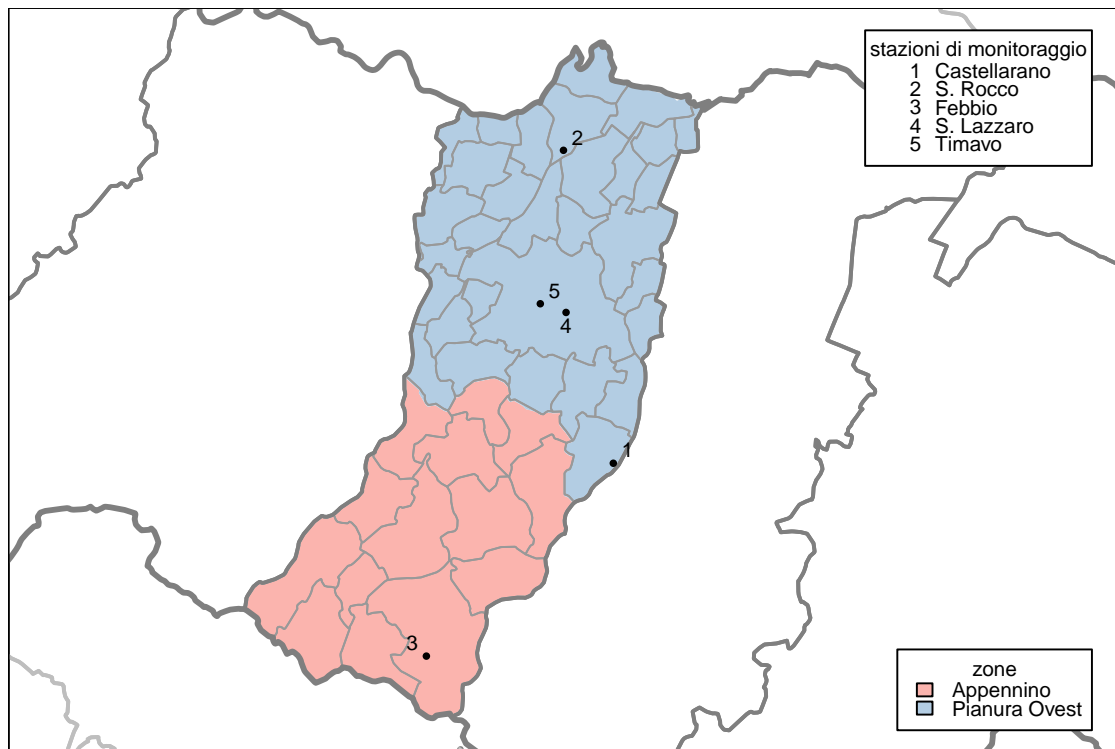 stazioni di monitoraggio
1 Castellarano
2 S. Rocco
3 Febbio
4 S. Lazzaro
5 Timavo
2
5
4
1
3
zone
Appennino
Pianura Ovest